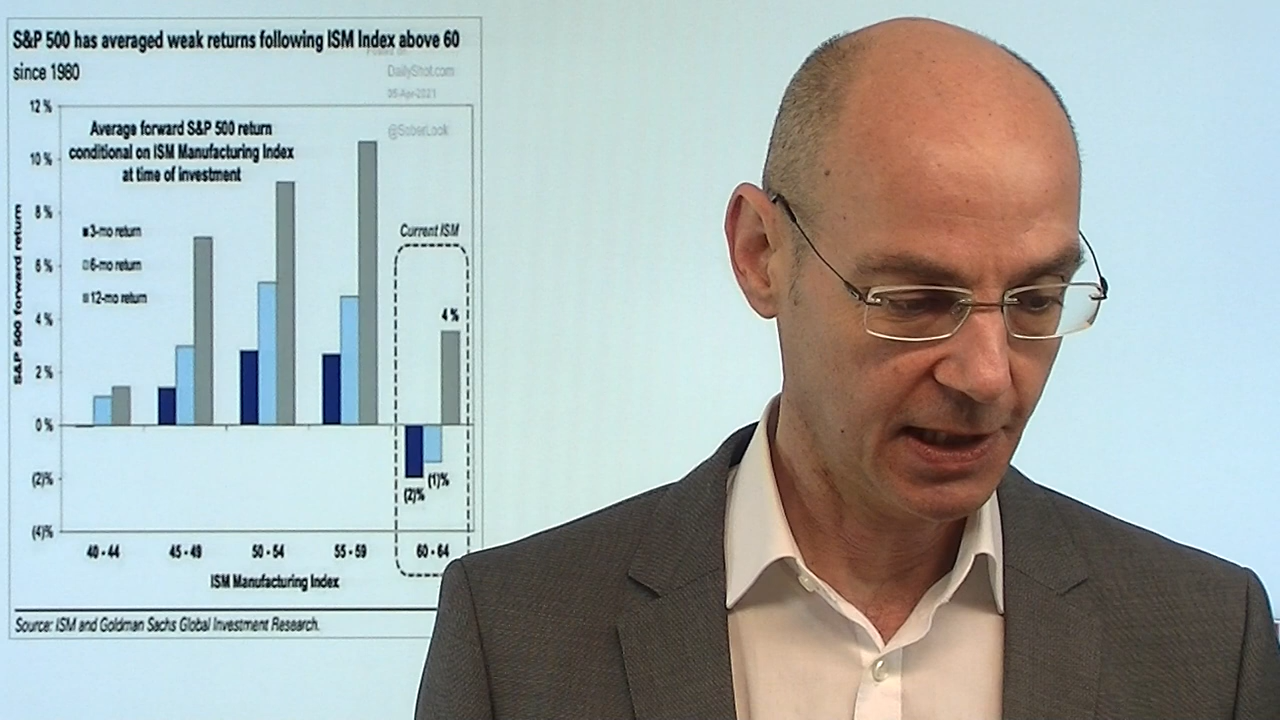 S&P 500 has averaged weak returns following ISM Index above 60
since 1980
DailyShot.com
05-Apr-2021
@SoberLook
12 %
10 %
8 %
6 %
4 %
2 %
0 %
(2)%
(4)%
S&P 500 forward return
Average forward S&P 500 return
conditional on ISM Manufacturing Index
at time of investment
3-mo return
6-mo return
12-mo return
Current ISM
4 %
(2)%
(1)%
40 - 44
45 - 49
50 - 54
55 - 59
60 - 64
ISM Manufacturing Index
Source: ISM and Goldman Sachs Global Investment Research.